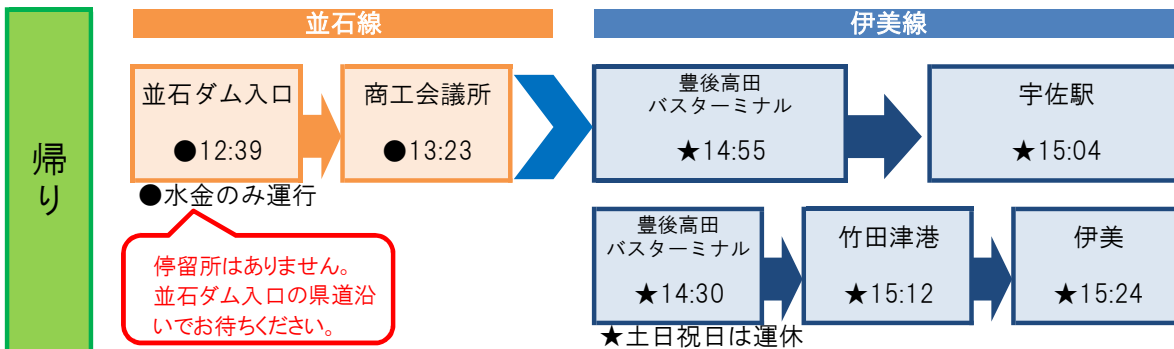 帰り
並石線
並石ダム入口
●12:39
商工会議所
●13:23
●水金のみ運行
停留所はありません。
並石ダム入口の県道沿
いでお待ちください。
伊美線
豊後高田
バスターミナル
★14:55
宇佐駅
★15:04
豊後高田
バスターミナル
★14:30
竹田津港
★15:12
伊美
★15:24
★土日祝日は運休